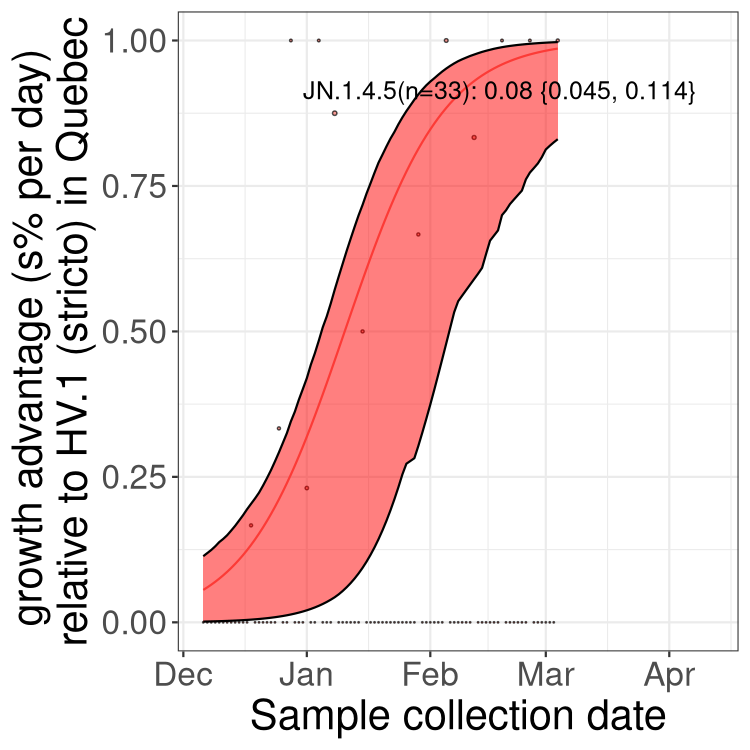 growth advantage (s% per day)
relative to HV.1 (stricto) in Quebec
1.00
0.75
0.50
0.25
0.00
JN.1.4.5(n=33): 0.08 {0.045, 0.114}
Dec Jan Feb Mar Apr
Sample collection date